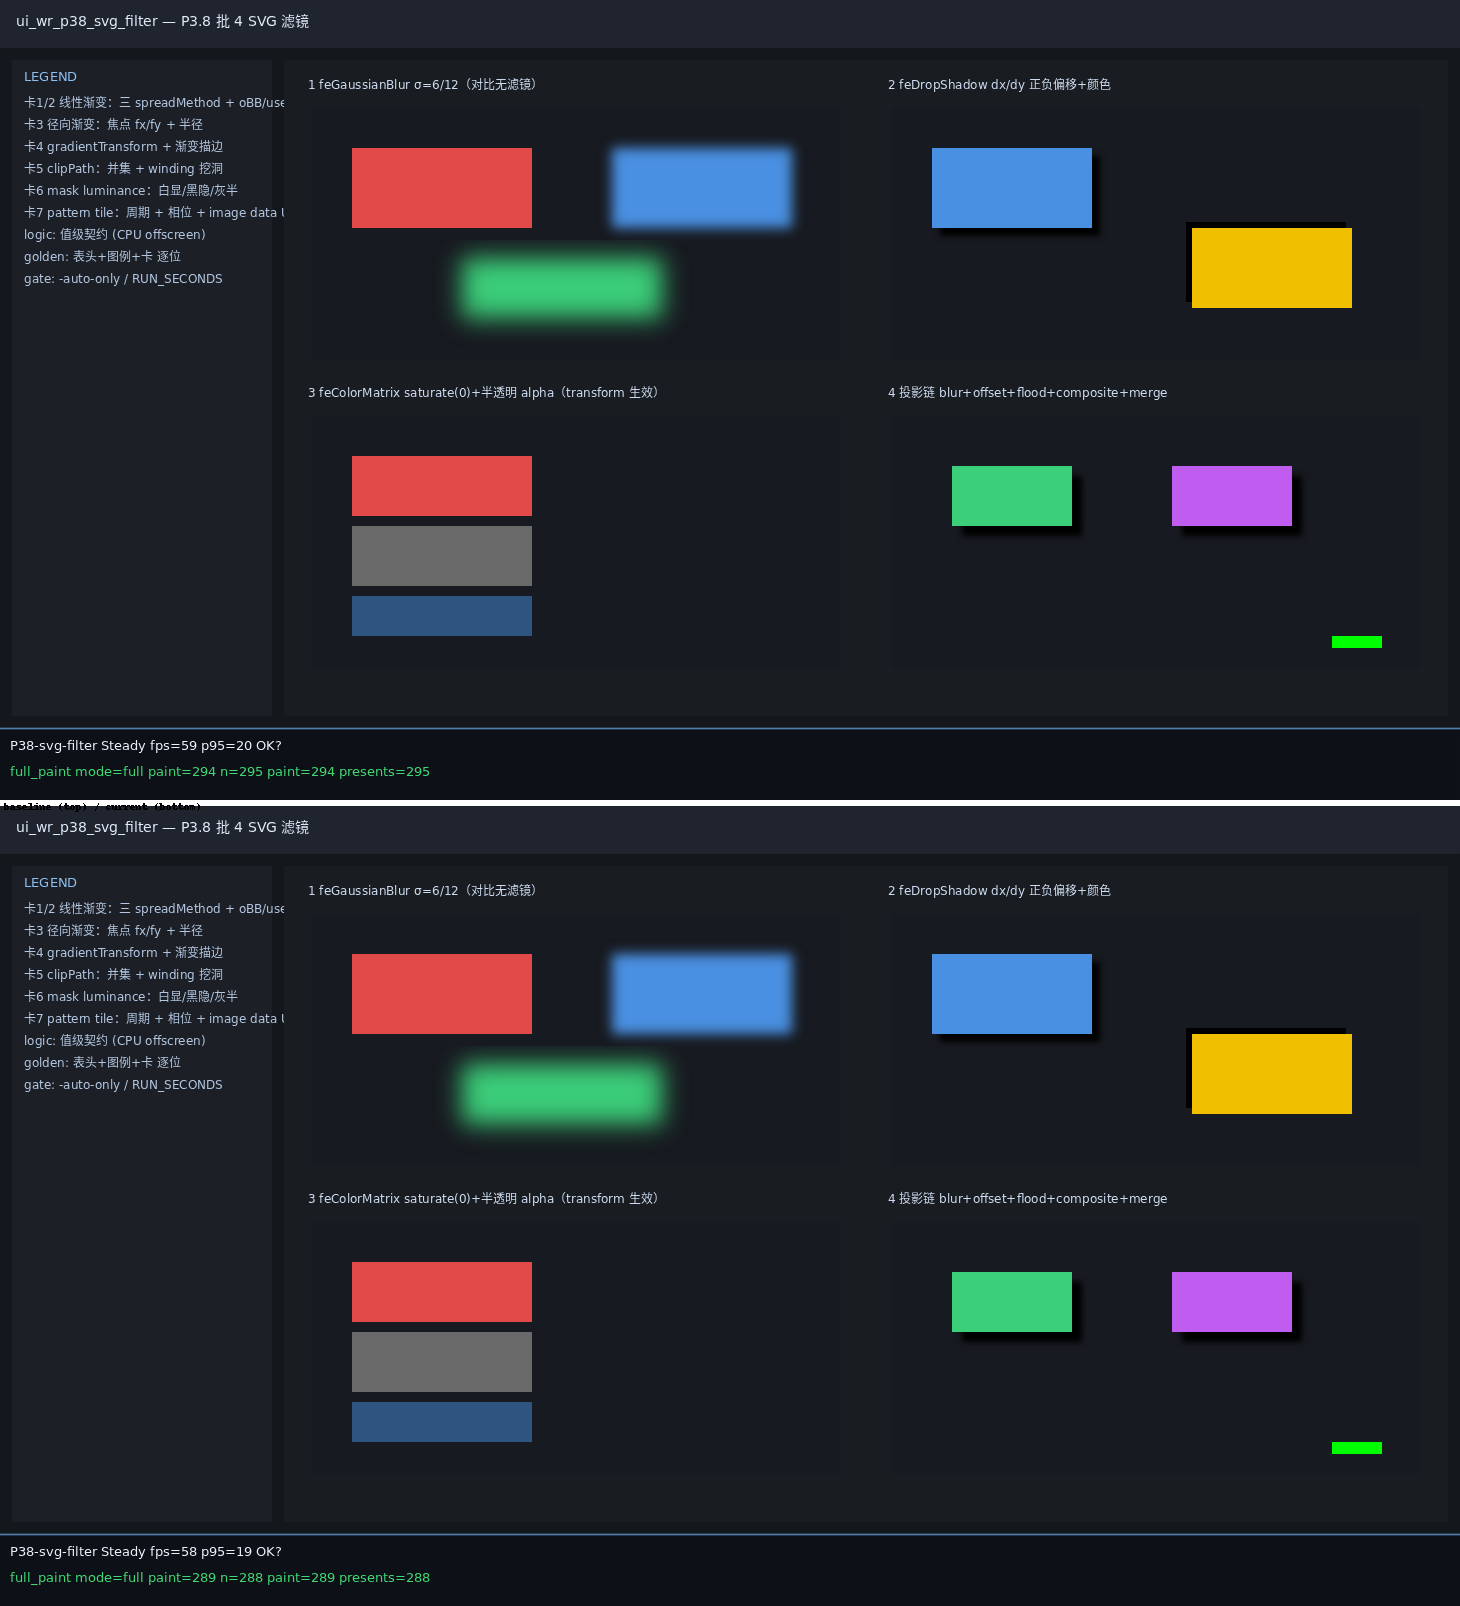 ui_wr_p38_svg_filter — P3.8 批 4 SVG 滤镜
LEGEND
卡1/2 线性渐变：三 spreadMethod + oBB/use
卡3 径向渐变：焦点 fx/fy + 半径
卡4 gradientTransform + 渐变描边
卡5 clipPath：并集 + winding 挖洞
卡6 mask luminance：白显/黑隐/灰半
卡7 pattern tile：周期 + 相位 + image data U
logic: 值级契约 (CPU offscreen)
golden: 表头+图例+卡 逐位
gate: -auto-only / RUN_SECONDS
1 feGaussianBlur σ=6/12（对比无滤镜）
2 feDropShadow dx/dy 正负偏移+颜色
3 feColorMatrix saturate(0)+半透明 alpha（transform 生效）
4 投影链 blur+offset+flood+composite+merge
P38-svg-filter Steady fps=59 p95=20 OK?
full_paint mode=full paint=294 n=295 paint=294 presents=295
baseline (top) / current (bottom)
ui_wr_p38_svg_filter — P3.8 批 4 SVG 滤镜
LEGEND
卡1/2 线性渐变：三 spreadMethod + oBB/use
卡3 径向渐变：焦点 fx/fy + 半径
卡4 gradientTransform + 渐变描边
卡5 clipPath：并集 + winding 挖洞
卡6 mask luminance：白显/黑隐/灰半
卡7 pattern tile：周期 + 相位 + image data U
logic: 值级契约 (CPU offscreen)
golden: 表头+图例+卡 逐位
gate: -auto-only / RUN_SECONDS
1 feGaussianBlur σ=6/12（对比无滤镜）
2 feDropShadow dx/dy 正负偏移+颜色
3 feColorMatrix saturate(0)+半透明 alpha（transform 生效）
4 投影链 blur+offset+flood+composite+merge
P38-svg-filter Steady fps=58 p95=19 OK?
full_paint mode=full paint=289 n=288 paint=289 presents=288